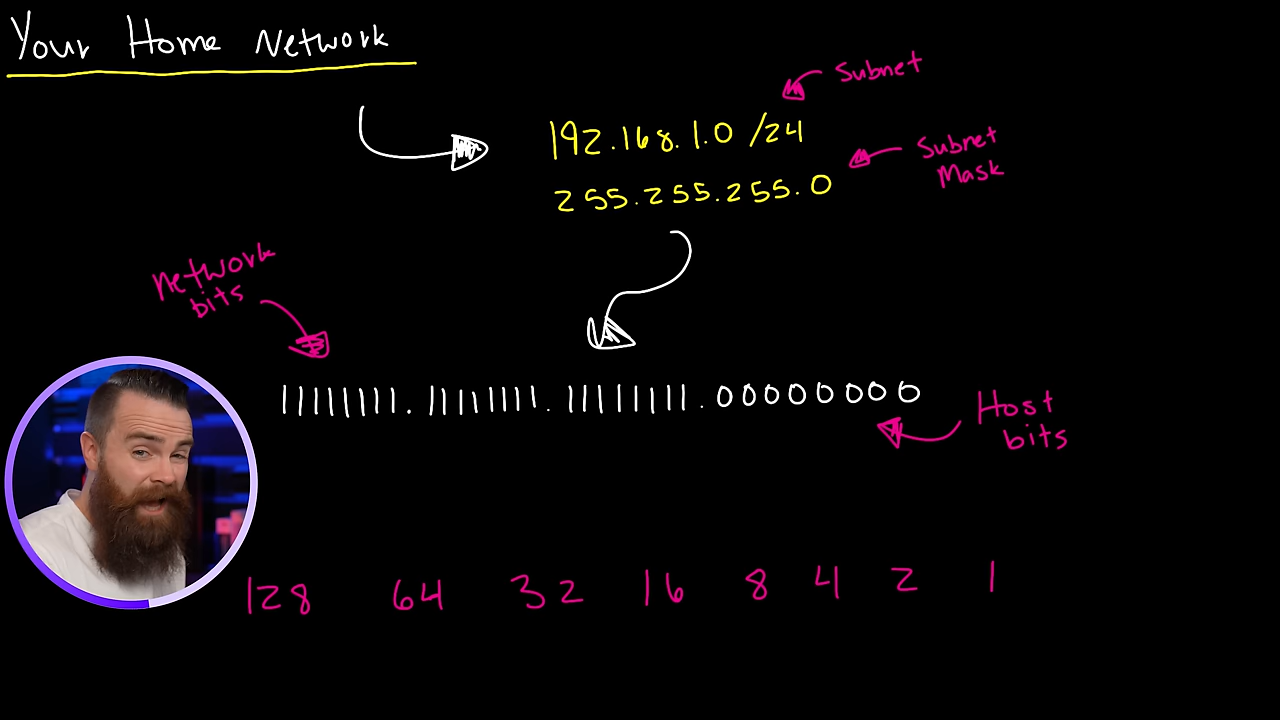 Your Home Network
Subnet
192.168.1.0 /24
Subnet
Mask
255.255.255.0
network
bits
11111111.11111111.11111111.00000000
Host
bits
128 64 32 16 8 4 2 1